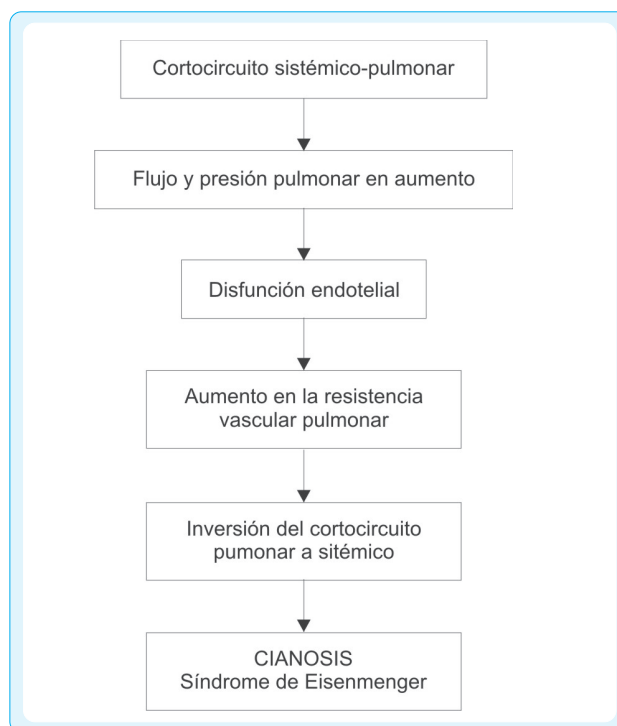 Cortocircuito sistémico-pulmonar
Flujo y presión pulmonar en aumento
Disfunción endotelial
Aumento en la resistencia
vascular pulmonar
Inversión del cortocircuito
pumonar a sitémico
CIANOSIS
Síndrome de Eisenmenger